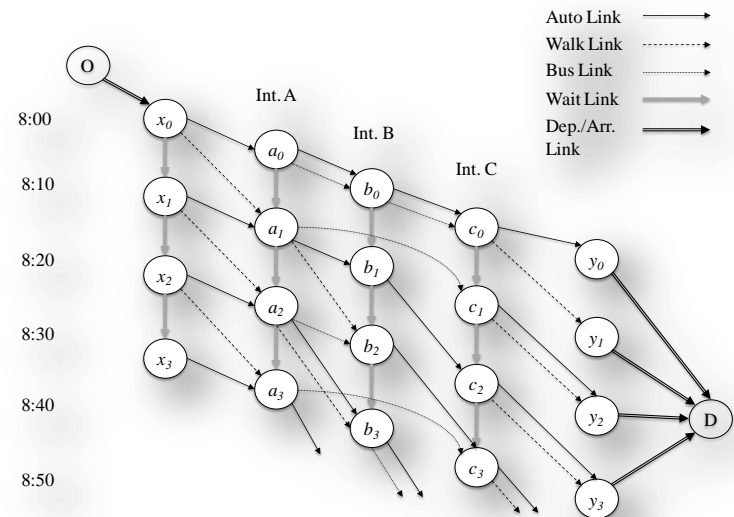 Auto Link
Walk Link
Bus Link
Wait Link
Dep./Arr.
Link
O
Int. A
Int. B
Int. C
8:00
8:10
8:20
8:30
8:40
8:50
x0
x1
x2
x3
a0
a1
a2
a3
b0
b1
b2
b3
c0
c1
c2
c3
y0
y1
y2
y3
D